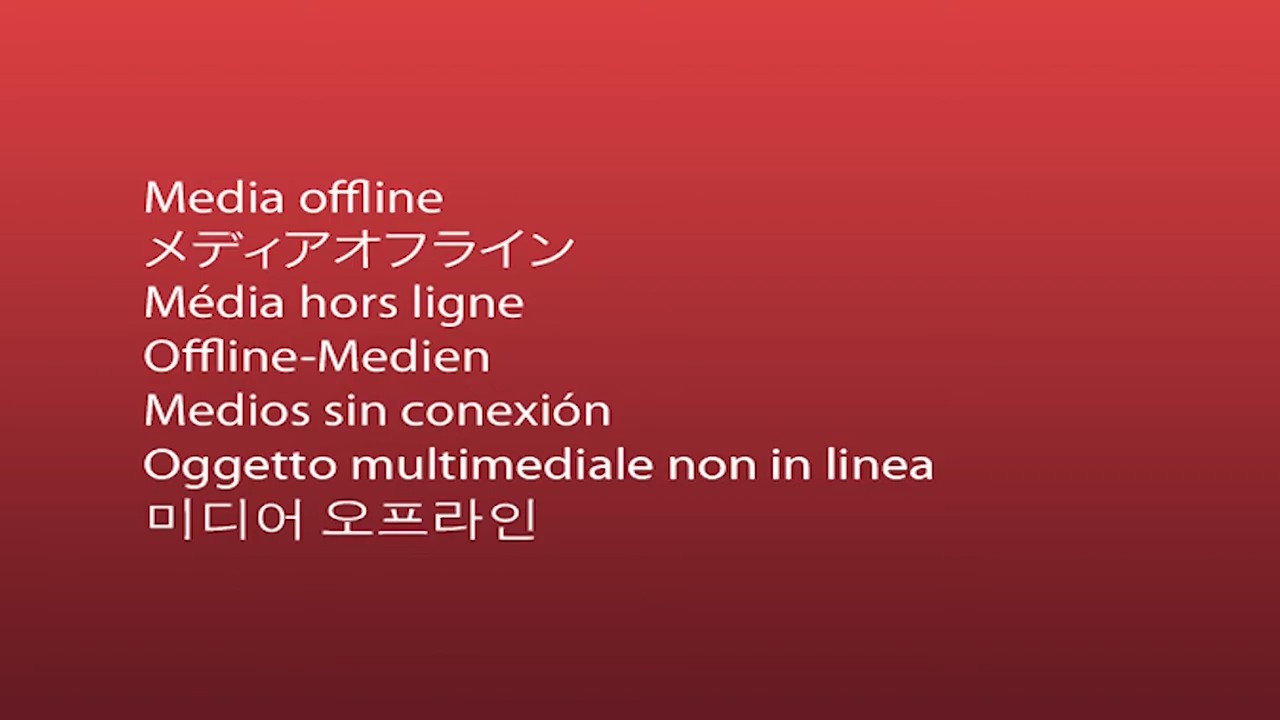 Media offline
メディアオフライン
Média hors ligne
Offline-Medien
Medios sin conexión
Oggetto multimediale non in linea
미디어 오프라인